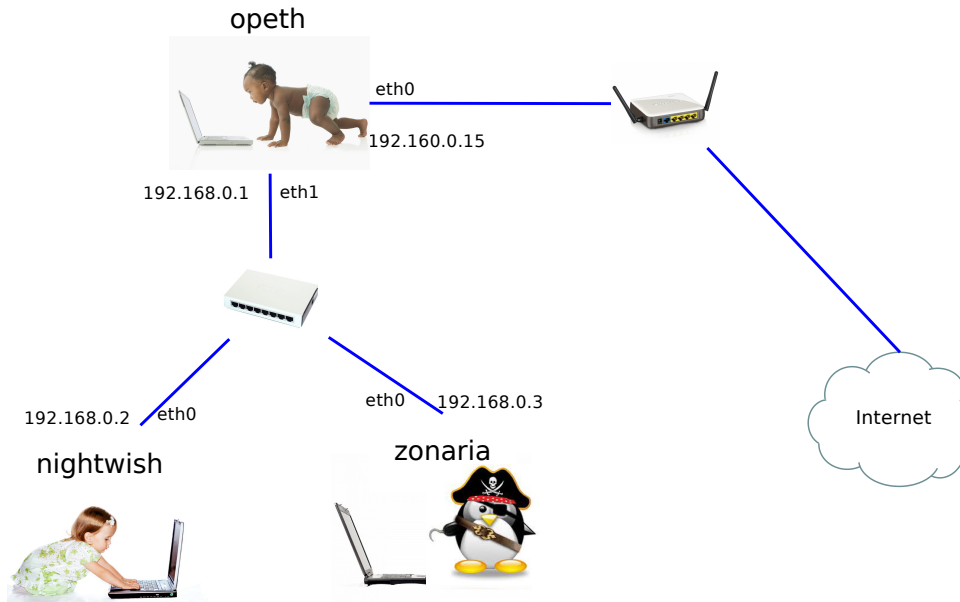 opeth
eth0
192.160.0.15
192.168.0.1
eth1
192.168.0.2
eth0
eth0
192.168.0.3
nightwish
zonaria
Internet